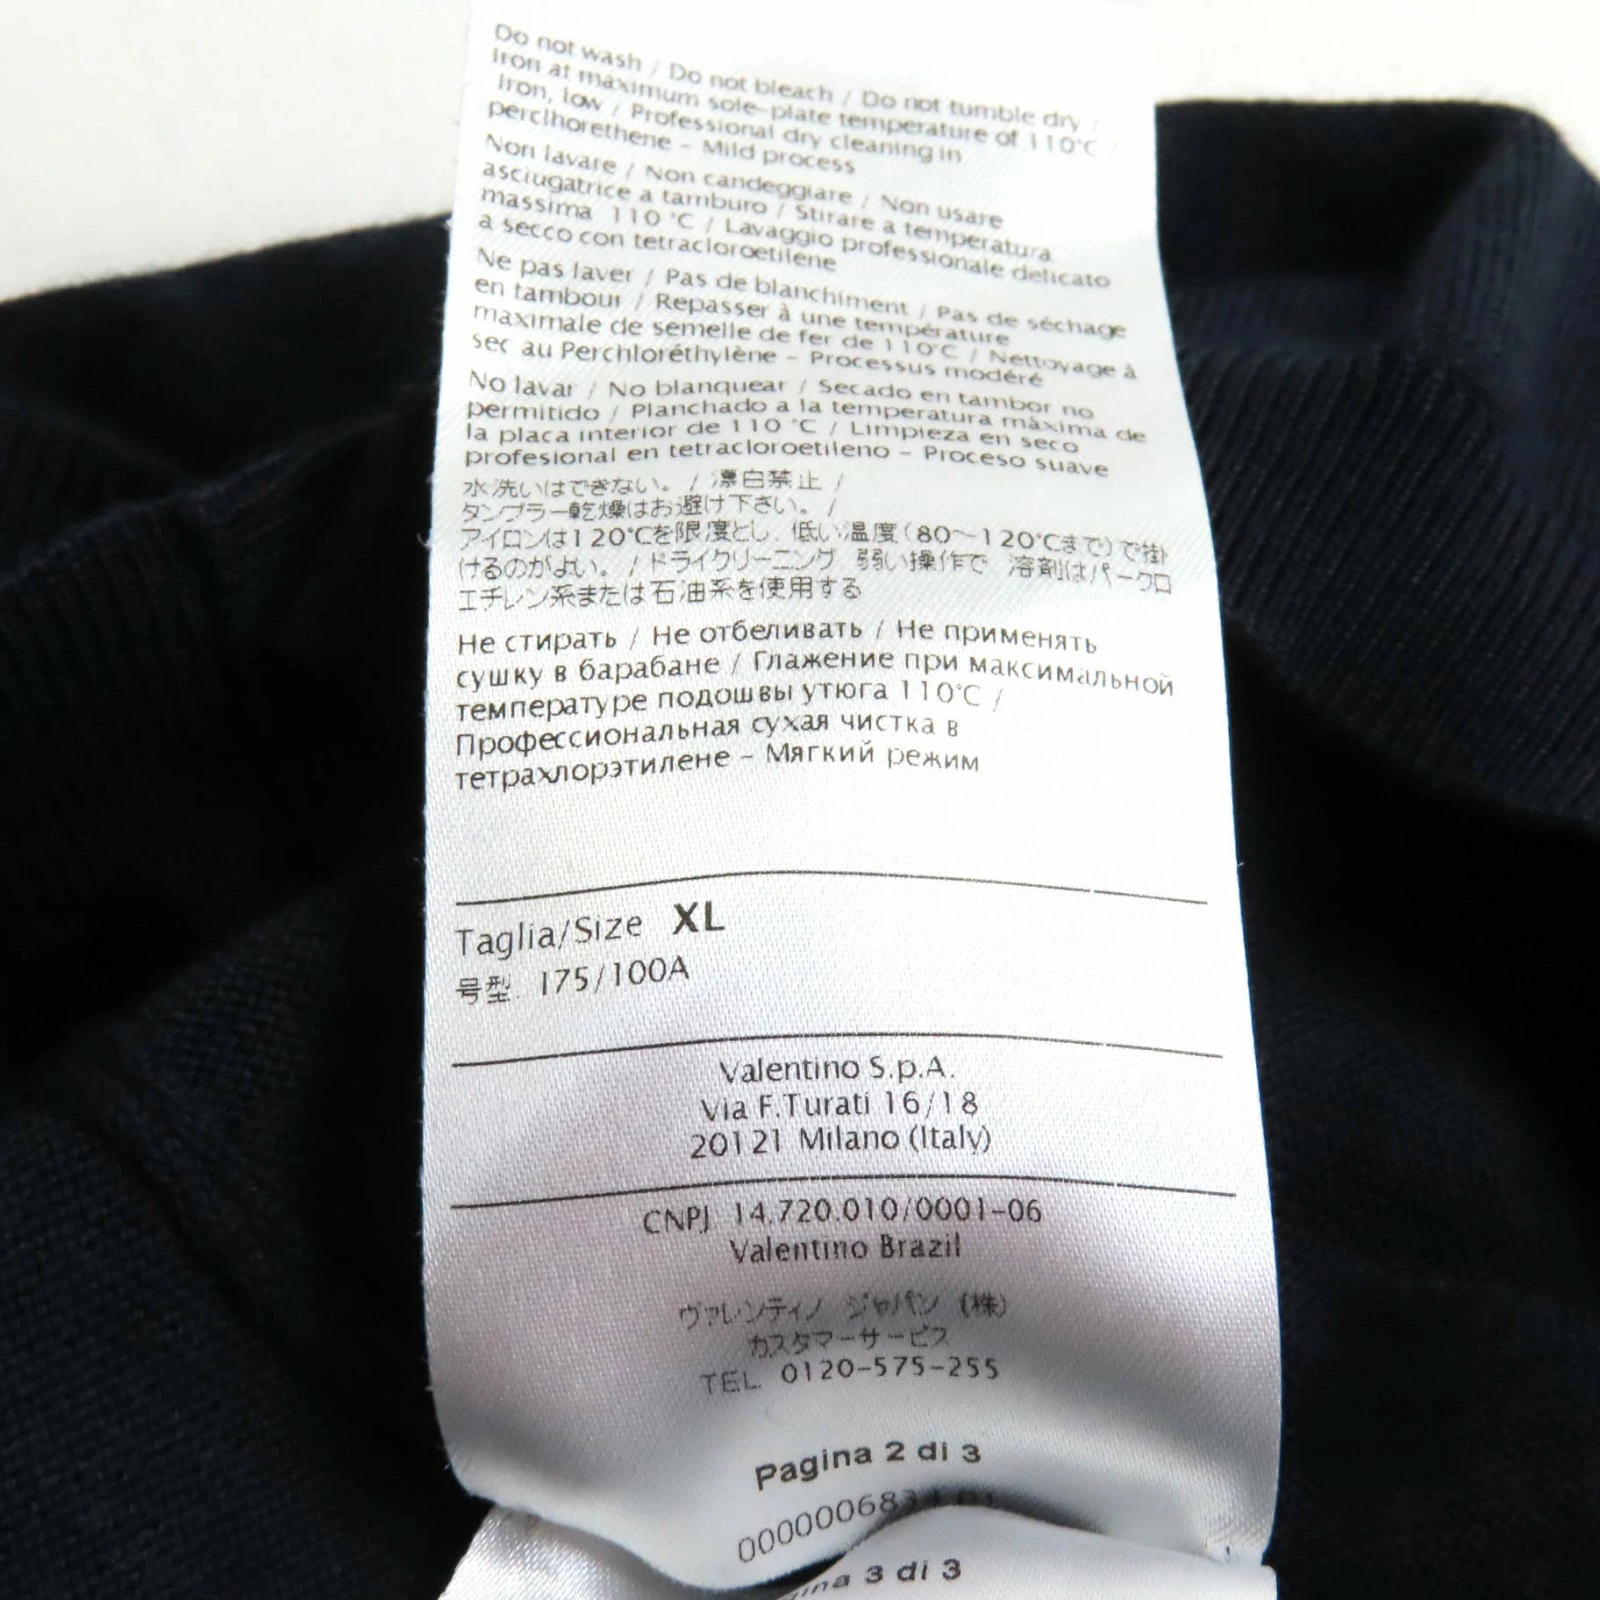 Do not wash / Do not bleach / Do not tumble dry /
Iron at maximum sole-plate temperature of 110°C /
Iron, low / Professional dry cleaning in
perclhorethene - Mild process
Non lavare / Non candeggiare / Non usare
asciugatrice a tamburo / Stirare a temperatura
massima 110 °C / Lavaggio professionale delicato
a secco con tetracloroetilene
Ne pas laver / Pas de blanchiment / Pas de séchage
en tambour / Repasser à une température
maximale de semelle de fer de 110°C / Nettoyage à
sec au Perchloréthylène - Processus modéré
No lavar / No blanquear / Secado en tambor no
permitido / Planchado a la temperatura màxima de
la placa interior de 110 °C / Limpieza en seco
profesional en tetracloroetileno - Proceso suave
水洗いはできない。 / 漂白禁止 /
タンブラー乾燥はお避け下さい。 /
アイロンは120℃を限度とし、低い温度(80～120℃まで)で掛
けるのがよい。 / ドライクリーニング、弱い操作で 溶剤はパークロ
エチレン系または石油系を使用する
Не стирать / Не отбеливать / Не применять
сушку в барабане / Глажение при максимальной
температуре подошвы утюга 110°C /
Профессиональная сухая чистка в
тетрахлорэтилене - Мягкий режим
Taglia/Size XL
号型. 175/100A
Valentino S.p.A.
Via F.Turati 16/18
20121 Milano (Italy)
CNPJ 14.720.010/0001-06
Valentino Brazil
ヴァレンティノ ジャパン (株)
カスタマーサービス
TEL. 0120-575-255
Pagina 2 di 3
3 di 3